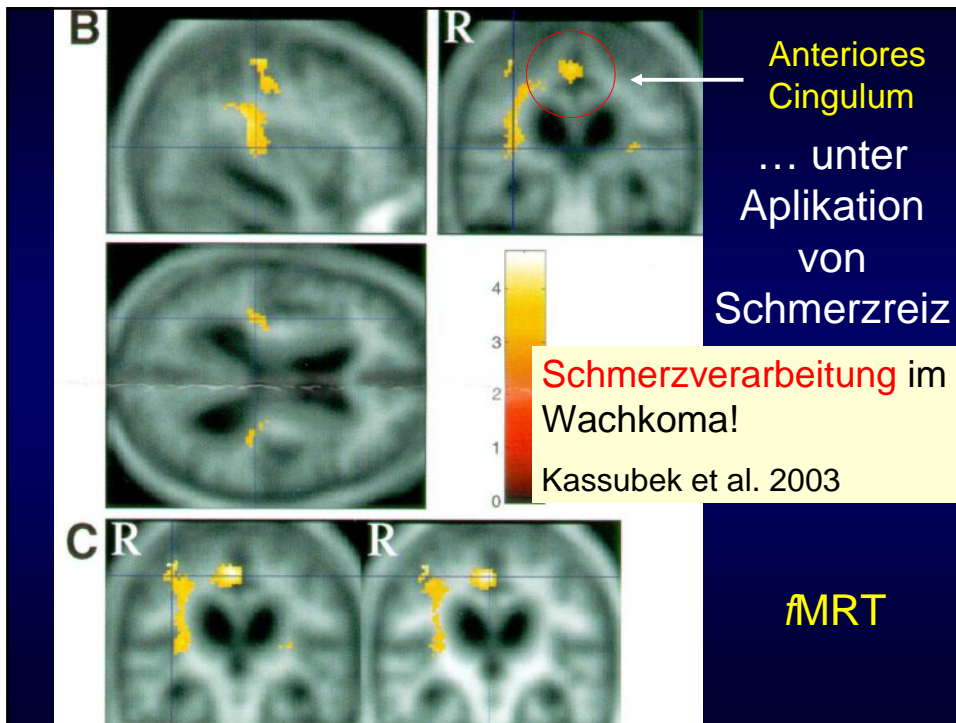 B
R
Anteriores
Cingulum
… unter
Aplikation
von
Schmerzreiz
4
3
2
1
0
Schmerzverarbeitung im
Wachkoma!
Kassubek et al. 2003
C
R
R
fMRT